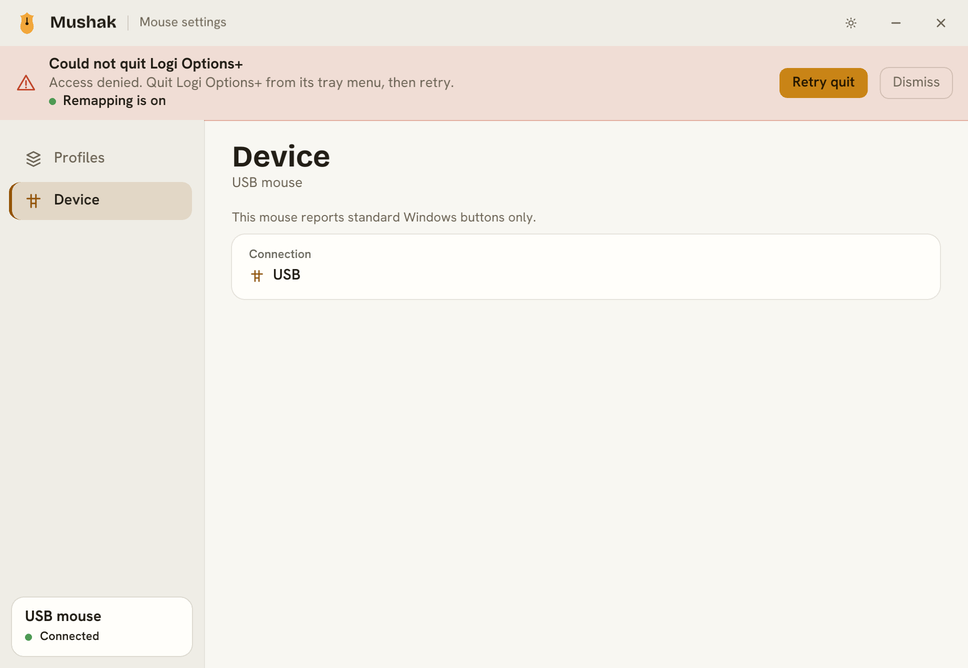 Mushak
Mouse settings
Could not quit Logi Options+
Access denied. Quit Logi Options+ from its tray menu, then retry.
Remapping is on
Retry quit
Dismiss
Profiles
Device
Device
USB mouse
This mouse reports standard Windows buttons only.
Connection
USB
USB mouse
Connected